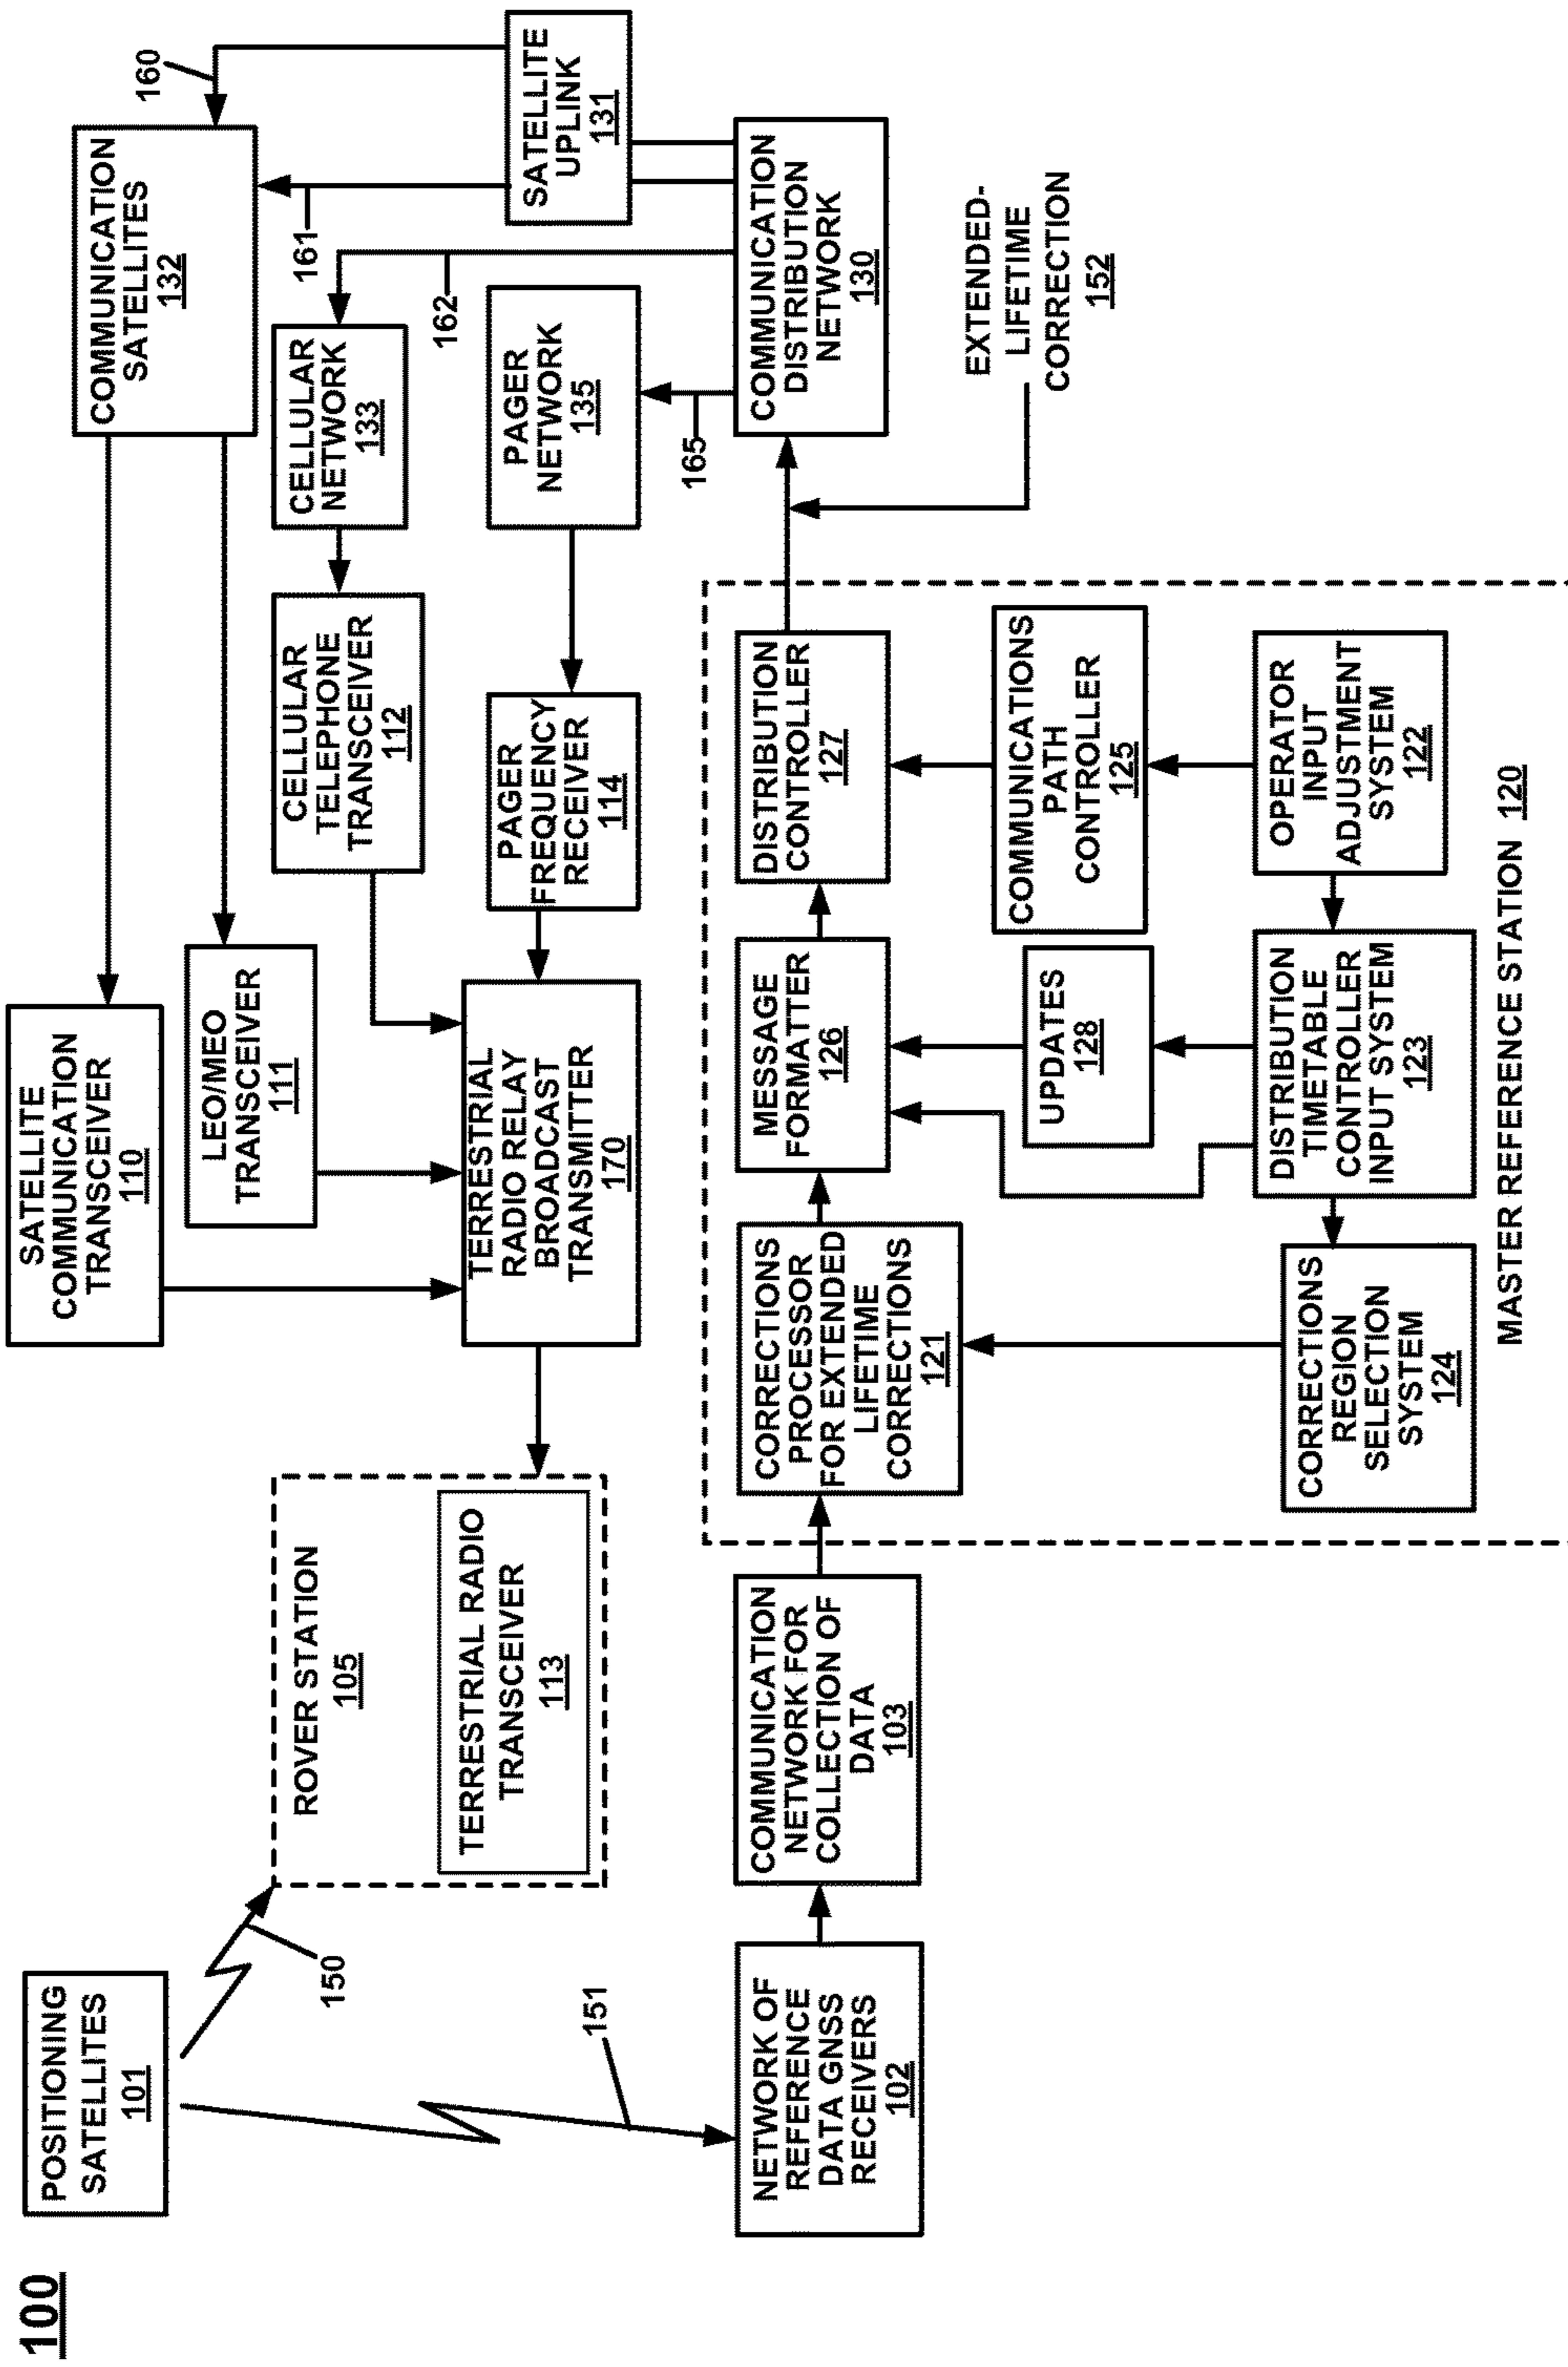 100
POSITIONING
SATELLITES
101
150
151
NETWORK OF
REFERENCE
DATA GNSS
RECEIVERS
102
COMMUNICATION
NETWORK FOR
COLLECTION OF
DATA
103
ROVER STATION
105
TERRESTRIAL RADIO
TRANSCEIVER
113
SATELLITE
COMMUNICATION
TRANSCEIVER
110
LEO/MEO
TRANSCEIVER
111
TERRESTRIAL
RADIO RELAY
BROADCAST
TRANSMITTER
170
CELLULAR
TELEPHONE
TRANSCEIVER
112
PAGER
FREQUENCY
RECEIVER
114
COMMUNICATION
SATELLITES
132
CELLULAR
NETWORK
133
PAGER
NETWORK
135
160
161
162
165
SATELLITE
UPLINK
131
COMMUNICATION
DISTRIBUTION
NETWORK
130
EXTENDED-
LIFETIME
CORRECTION
152
CORRECTIONS
PROCESSOR
FOR EXTENDED
LIFETIME
CORRECTIONS
121
MESSAGE
FORMATTER
126
DISTRIBUTION
CONTROLLER
127
UPDATES
128
COMMUNICATIONS
PATH
CONTROLLER
125
CORRECTIONS
REGION
SELECTION
SYSTEM
124
DISTRIBUTION
TIMETABLE
CONTROLLER
INPUT SYSTEM
123
OPERATOR
INPUT
ADJUSTMENT
SYSTEM
122
MASTER REFERENCE STATION 120